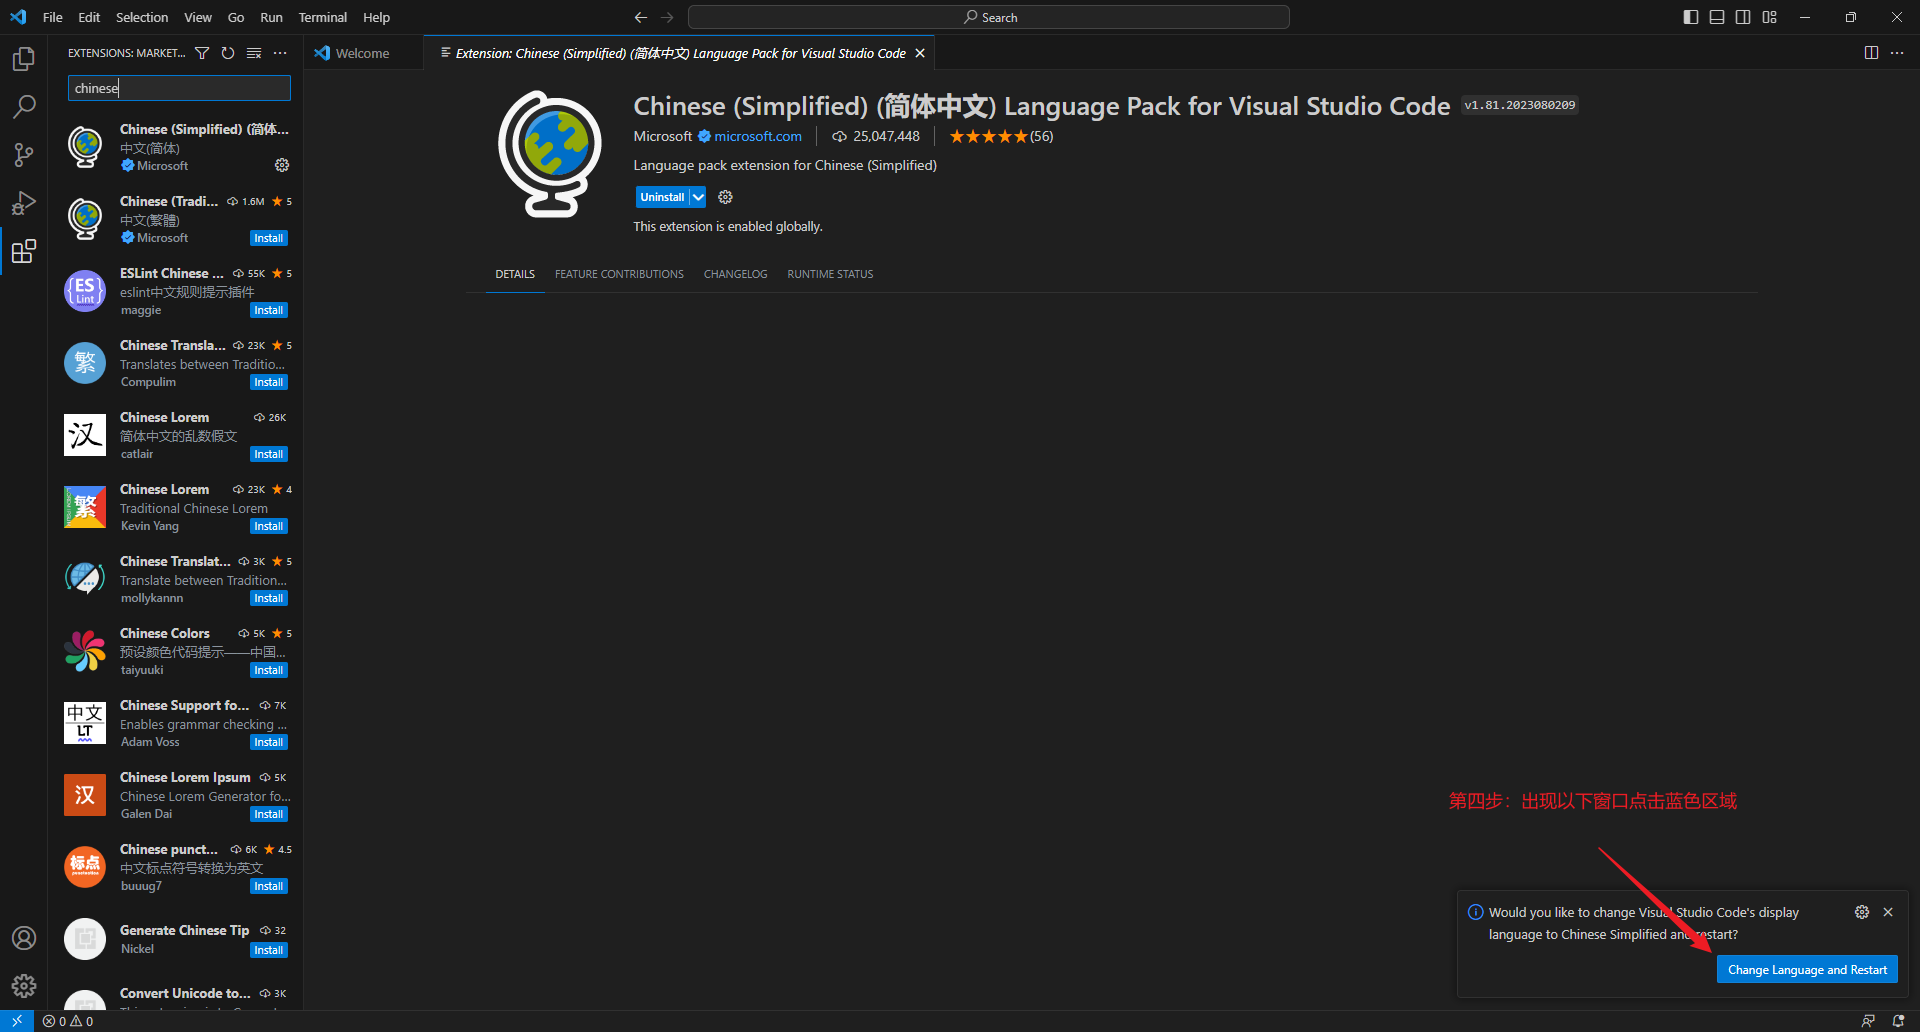 File Edit Selection View Go Run Terminal Help
Search
EXTENSIONS: MARKET...
chinese
Chinese (Simplified) (简体...
中文(简体)
Microsoft
Chinese (Tradi... 1.6M 5
中文(繁體)
Microsoft Install
ESLint Chinese ... 55K 5
eslint中文规则提示插件
maggie Install
Chinese Transla... 23K 5
Translates between Traditio...
Compulim Install
Chinese Lorem 26K
简体中文的乱数假文
catlair Install
Chinese Lorem 23K 4
Traditional Chinese Lorem
Kevin Yang Install
Chinese Translat... 3K 5
Translate between Tradition...
mollykannn Install
Chinese Colors 5K 5
预设颜色代码提示——中国...
taiyuuki Install
Chinese Support fo... 7K
Enables grammar checking ...
Adam Voss Install
Chinese Lorem Ipsum 5K
Chinese Lorem Generator fo...
Galen Dai Install
Chinese punct... 6K 4.5
中文标点符号转换为英文
buuug7 Install
Generate Chinese Tip 32
Nickel Install
Convert Unicode to... 3K
{ES}
Lint
繁
汉
繁
中文
LT
汉
标点
Welcome
Extension: Chinese (Simplified) (简体中文) Language Pack for Visual Studio Code
Chinese (Simplified) (简体中文) Language Pack for Visual Studio Code v1.81.2023080209
Microsoft microsoft.com 25,047,448 (56)
Language pack extension for Chinese (Simplified)
Uninstall
This extension is enabled globally.
DETAILS FEATURE CONTRIBUTIONS CHANGELOG RUNTIME STATUS
第四步：出现以下窗口点击蓝色区域
Would you like to change Visual Studio Code's display
language to Chinese Simplified and restart?
Change Language and Restart
0 0